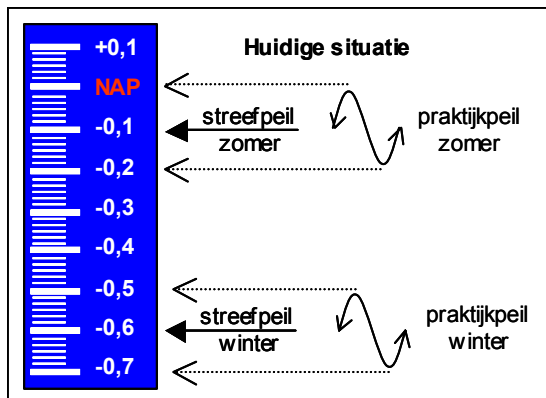 Huidige situatie
+0,1
NAP
-0,1
-0,2
-0,3
-0,4
-0,5
-0,6
-0,7
streefpeil
zomer
praktijkpeil
zomer
streefpeil
winter
praktijkpeil
winter